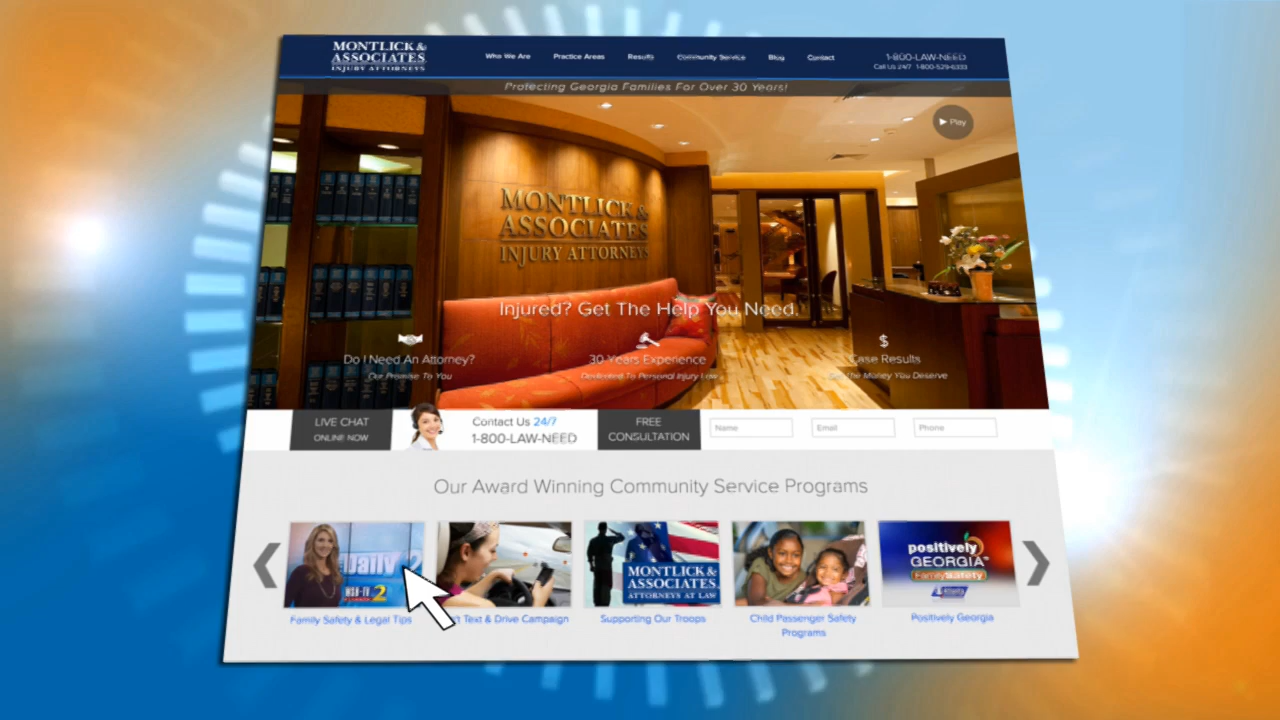 MONTLICK &
ASSOCIATES
INJURY ATTORNEYS
Who We Are Practice Areas Results Community Service Blog Contact
1-800-LAW-NEED
Call Us 24/7 1-800-529-6333
Protecting Georgia Families For Over 30 Years!
Play
MONTLICK &
ASSOCIATES
INJURY ATTORNEYS
Injured? Get The Help You Need.
Do I Need An Attorney?
Our Promise To You
30 Years Experience
Dedicated To Personal Injury Law
$
Case Results
the Money You Deserve
LIVE CHAT
ONLINE NOW
Contact Us 24/7
1-800-LAW-NEED
FREE
CONSULTATION
Name Email Phone
Our Award Winning Community Service Programs
Daily 2
WSB-TV 2
MONTLICK &
ASSOCIATES
ATTORNEYS AT LAW
positively
GEORGIA
Family Safety
Atlanta
Family Safety & Legal Tips
Text & Drive Campaign
Supporting Our Troops
Child Passenger Safety
Programs
Positively Georgia